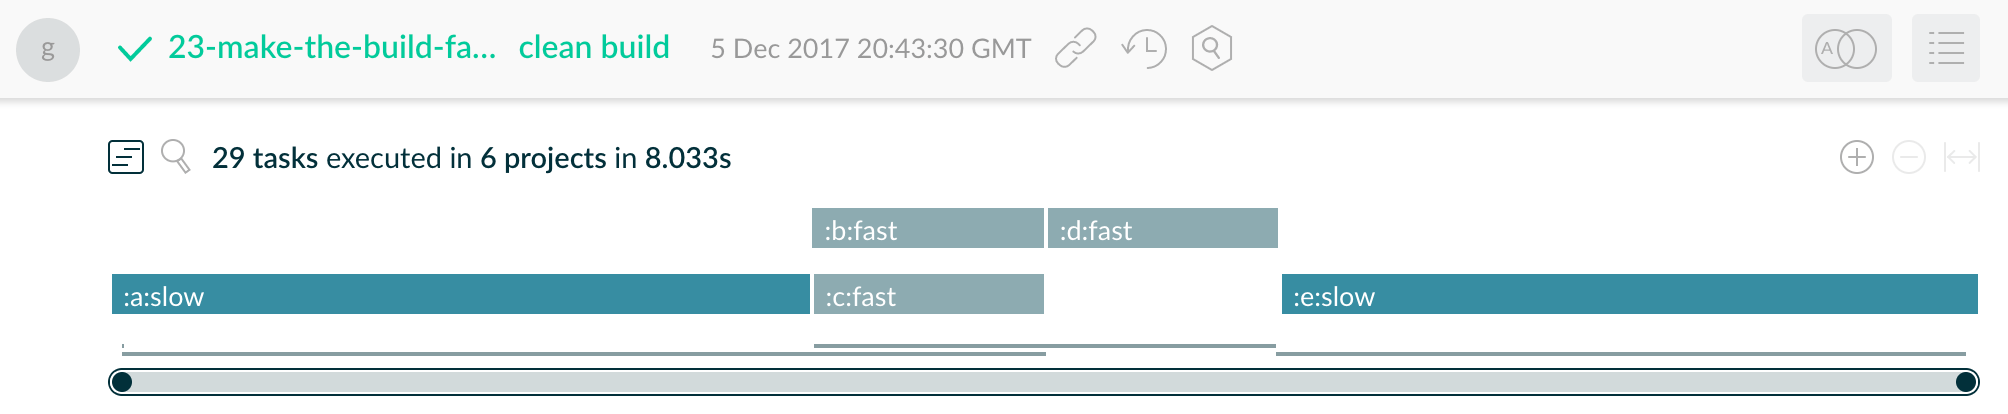 g 23-make-the-build-fa... clean build 5 Dec 2017 20:43:30 GMT A
29 tasks executed in 6 projects in 8.033s
:b:fast :d:fast
:a:slow :c:fast :e:slow